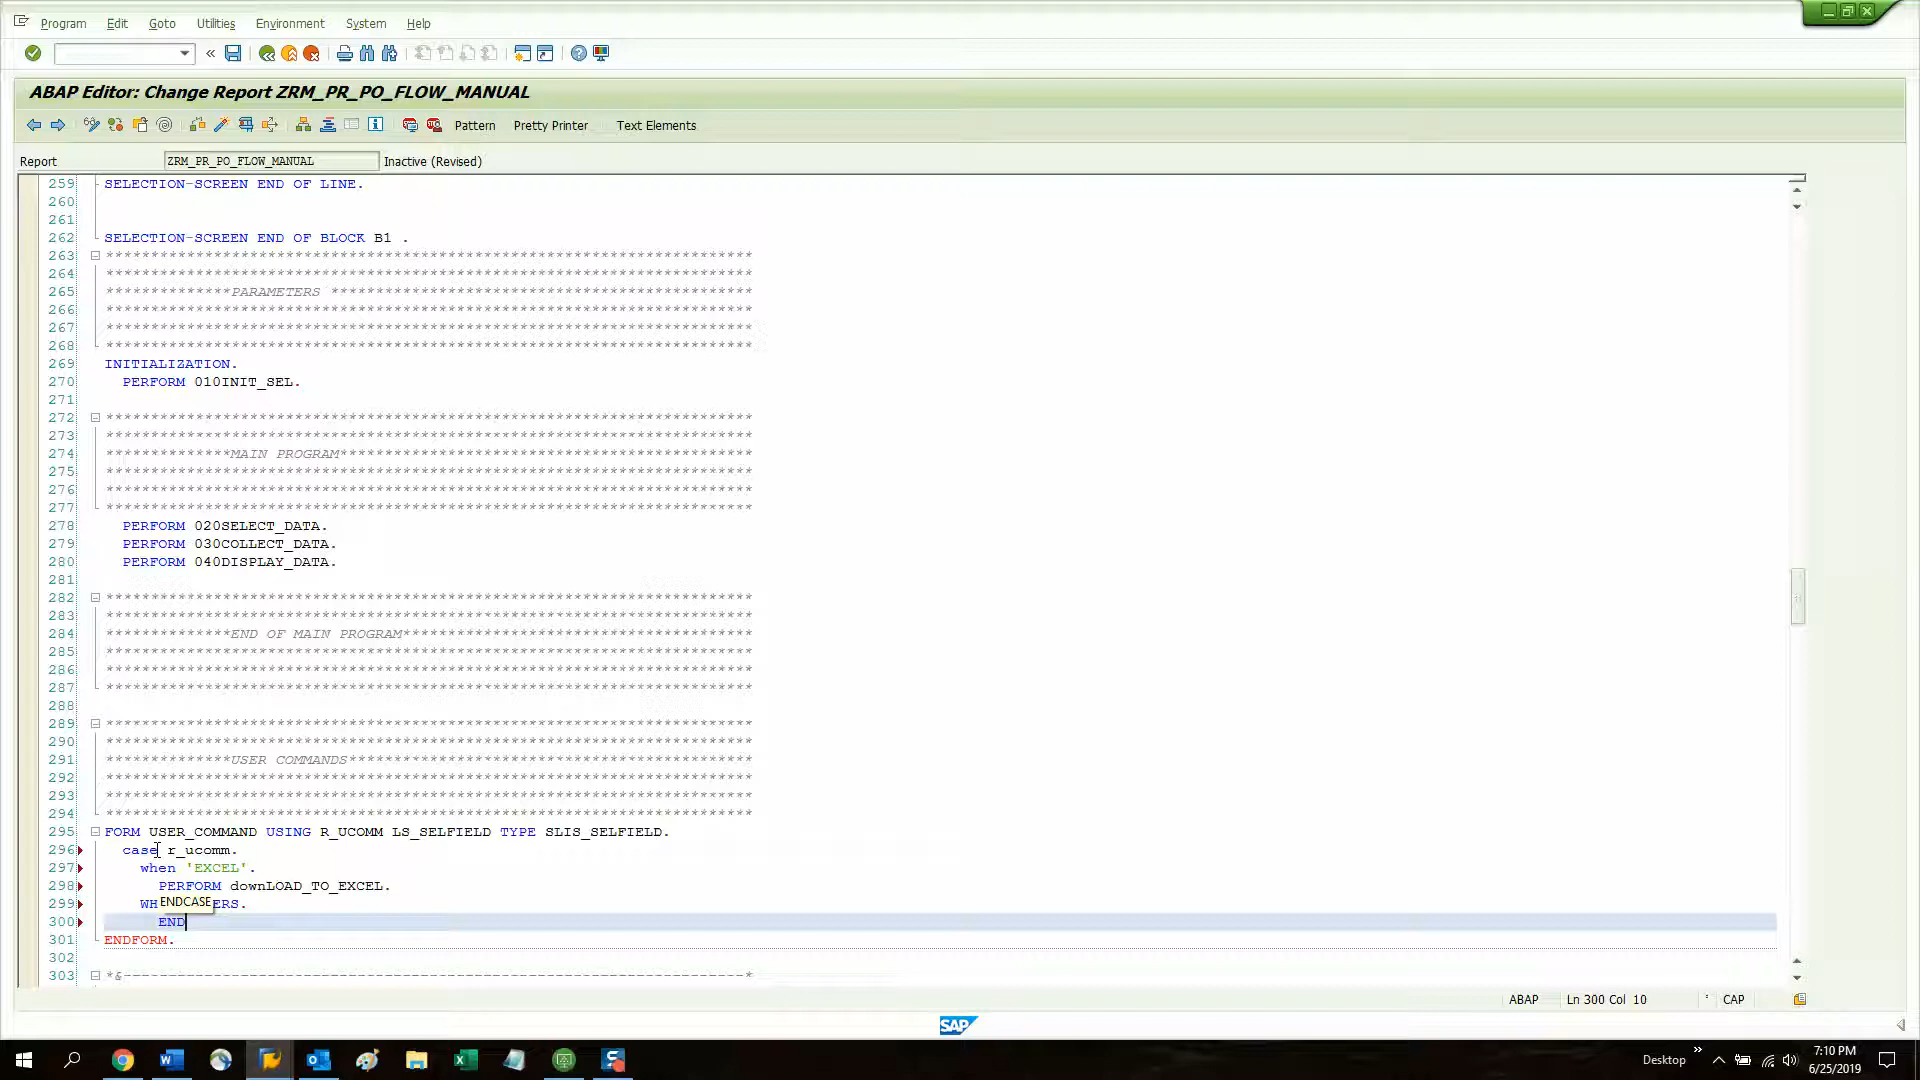 Program Edit Goto Utilities Environment System Help
ABAP Editor: Change Report ZRM_PR_PO_FLOW_MANUAL
Pattern Pretty Printer Text Elements
Report ZRM_PR_PO_FLOW_MANUAL Inactive (Revised)
259 SELECTION-SCREEN END OF LINE.
260
261
262 SELECTION-SCREEN END OF BLOCK B1 .
263 ************************************************************************
264 ************************************************************************
265 **************PARAMETERS ***********************************************
266 ************************************************************************
267 ************************************************************************
268 ************************************************************************
269 INITIALIZATION.
270 PERFORM 010INIT_SEL.
271
272 ************************************************************************
273 ************************************************************************
274 **************MAIN PROGRAM**********************************************
275 ************************************************************************
276 ************************************************************************
277 ************************************************************************
278 PERFORM 020SELECT_DATA.
279 PERFORM 030COLLECT_DATA.
280 PERFORM 040DISPLAY_DATA.
281
282 ************************************************************************
283 ************************************************************************
284 **************END OF MAIN PROGRAM***************************************
285 ************************************************************************
286 ************************************************************************
287 ************************************************************************
288
289 ************************************************************************
290 ************************************************************************
291 **************USER COMMANDS*********************************************
292 ************************************************************************
293 ************************************************************************
294 ************************************************************************
295 FORM USER_COMMAND USING R_UCOMM LS_SELFIELD TYPE SLIS_SELFIELD.
296 case r_ucomm.
297 when 'EXCEL'.
298 PERFORM downLOAD_TO_EXCEL.
299 WH ENDCASE ERS.
300 END
301 ENDFORM.
302
303 *&---------------------------------------------------------------------*
ABAP Ln 300 Col 10 CAP
SAP
Desktop 7:10 PM
6/25/2019